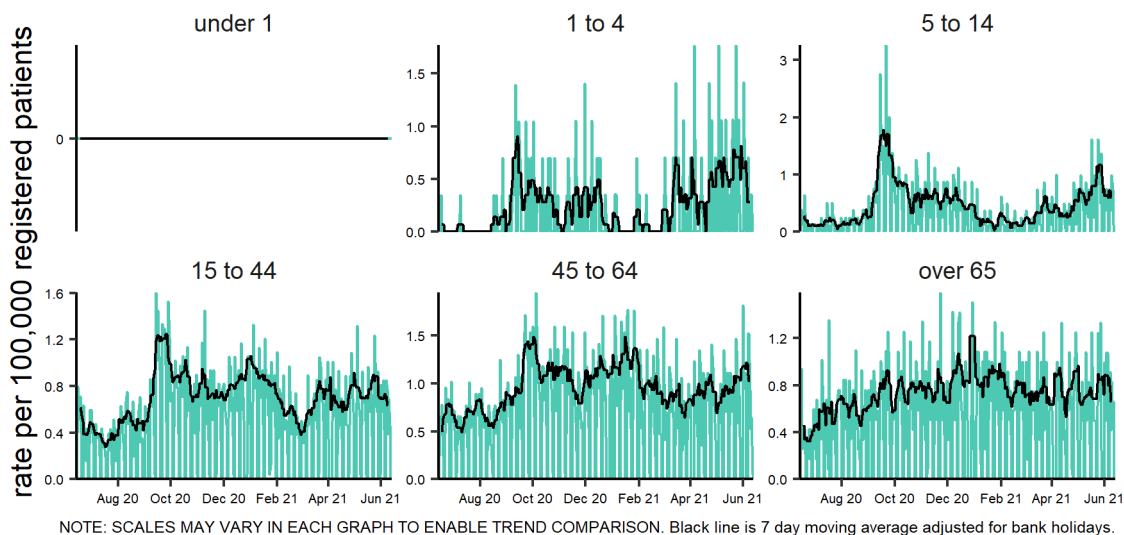 rate per 100,000 registered patients
under 1
1 to 4
5 to 14
0
0.0
0.5
1.0
1.5
0
1
2
3
15 to 44
45 to 64
over 65
0.0
0.4
0.8
1.2
1.6
0.0
0.5
1.0
1.5
0.0
0.4
0.8
1.2
Aug 20 Oct 20 Dec 20 Feb 21 Apr 21 Jun 21
Aug 20 Oct 20 Dec 20 Feb 21 Apr 21 Jun 21
Aug 20 Oct 20 Dec 20 Feb 21 Apr 21 Jun 21
NOTE: SCALES MAY VARY IN EACH GRAPH TO ENABLE TREND COMPARISON. Black line is 7 day moving average adjusted for bank holidays.